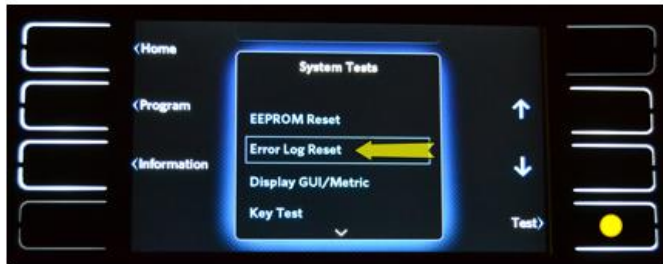 ‹Home
System Tests
‹Program
EEPROM Reset
Error Log Reset
‹Information
Display GUI/Metric
Key Test
Test›